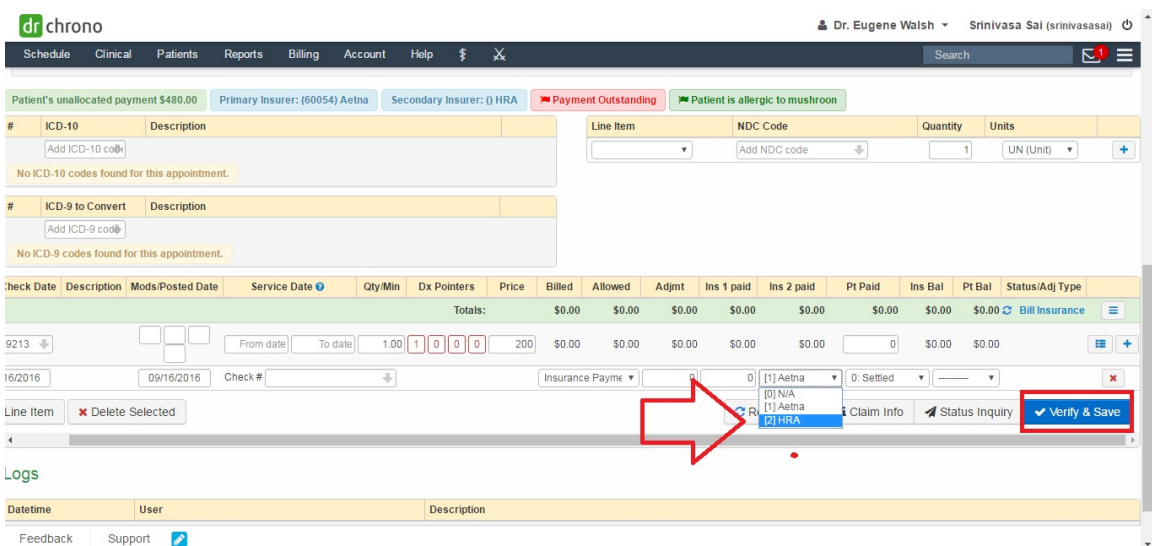 dr chrono
Dr. Eugene Walsh Srinivasa Sai (srinivasasai)
Schedule Clinical Patients Reports Billing Account Help Search 1
Patient's unallocated payment $480.00 Primary Insurer: (60054) Aetna Secondary Insurer: () HRA Payment Outstanding Patient is allergic to mushroon
# ICD-10 Description Line Item NDC Code Quantity Units
Add ICD-10 code Add NDC code 1 UN (Unit) +
No ICD-10 codes found for this appointment.
# ICD-9 to Convert Description
Add ICD-9 code
No ICD-9 codes found for this appointment.
heck Date Description Mods/Posted Date Service Date ? Qty/Min Dx Pointers Price Billed Allowed Adjmt Ins 1 paid Ins 2 paid Pt Paid Ins Bal Pt Bal Status/Adj Type
Totals: $0.00 $0.00 $0.00 $0.00 $0.00 $0.00 $0.00 $0.00 Bill Insurance
9213 From date To date 1.00 1 0 0 0 200 $0.00 $0.00 $0.00 $0.00 $0.00 0 $0.00 $0.00 +
16/2016 09/16/2016 Check # Insurance Payme 0 0 [1] Aetna 0: Settled ---------
[0] N/A
[1] Aetna
[2] HRA
Line Item Delete Selected R Claim Info Status Inquiry Verify & Save
Logs
Datetime User Description
Feedback Support